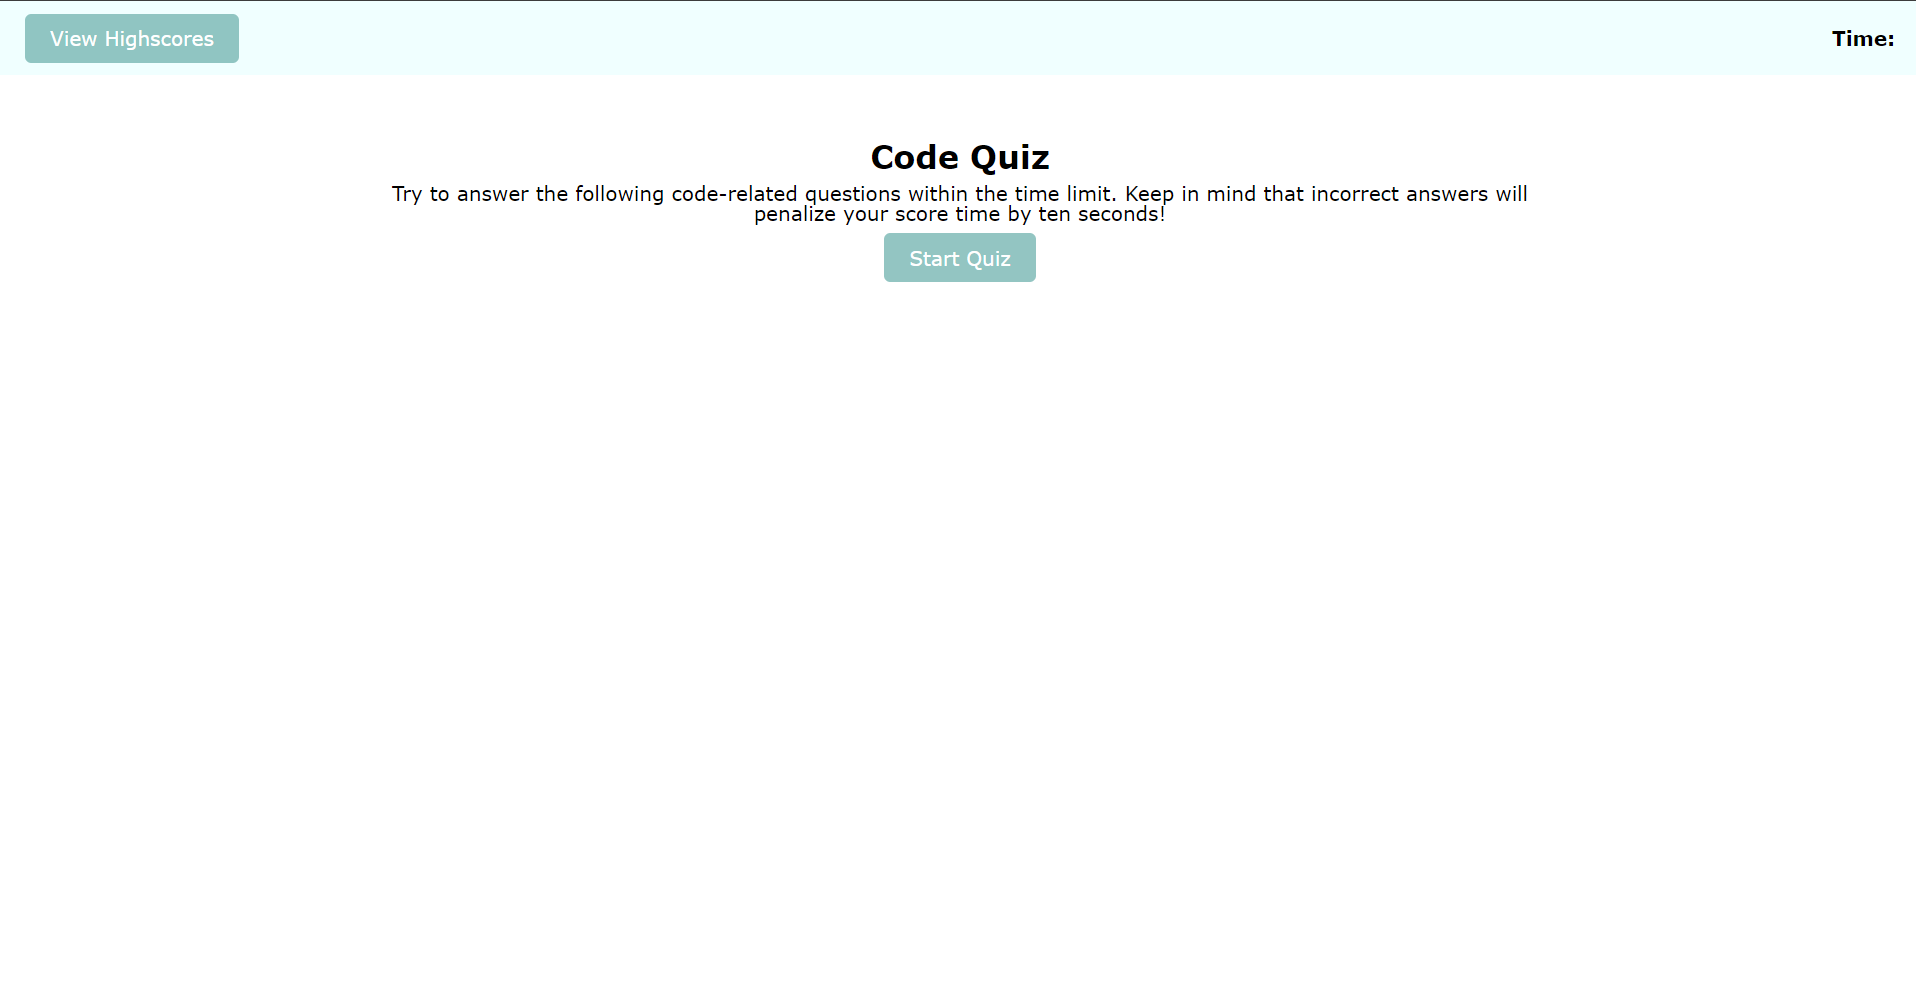 View Highscores
Time:
Code Quiz
Try to answer the following code-related questions within the time limit. Keep in mind that incorrect answers will
penalize your score time by ten seconds!
Start Quiz